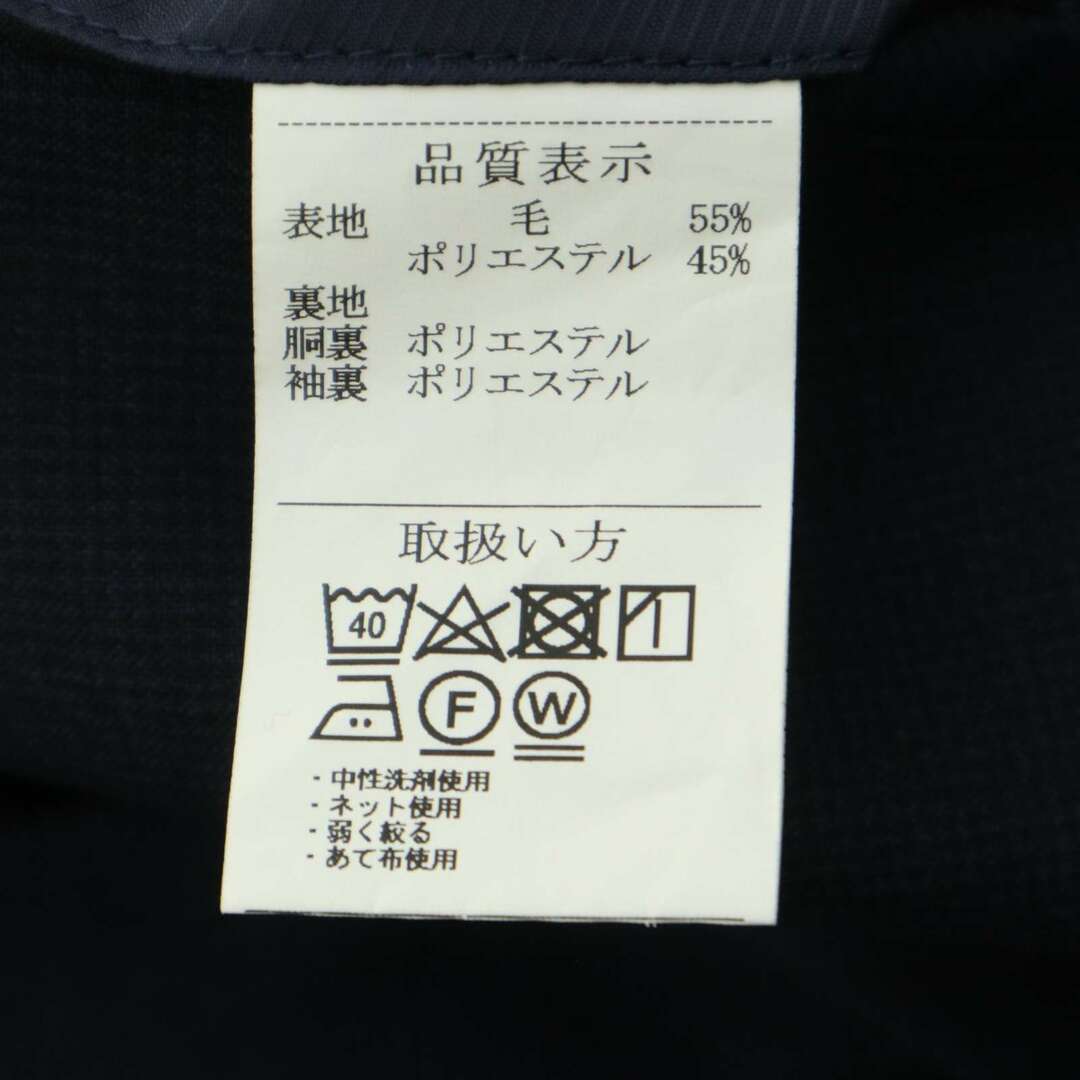 品質表示
表地 毛 55%
ポリエステル 45%
裏地
胴裏 ポリエステル
袖裏 ポリエステル
取扱い方
40
F W
・中性洗剤使用
・ネット使用
・弱く絞る
・あて布使用